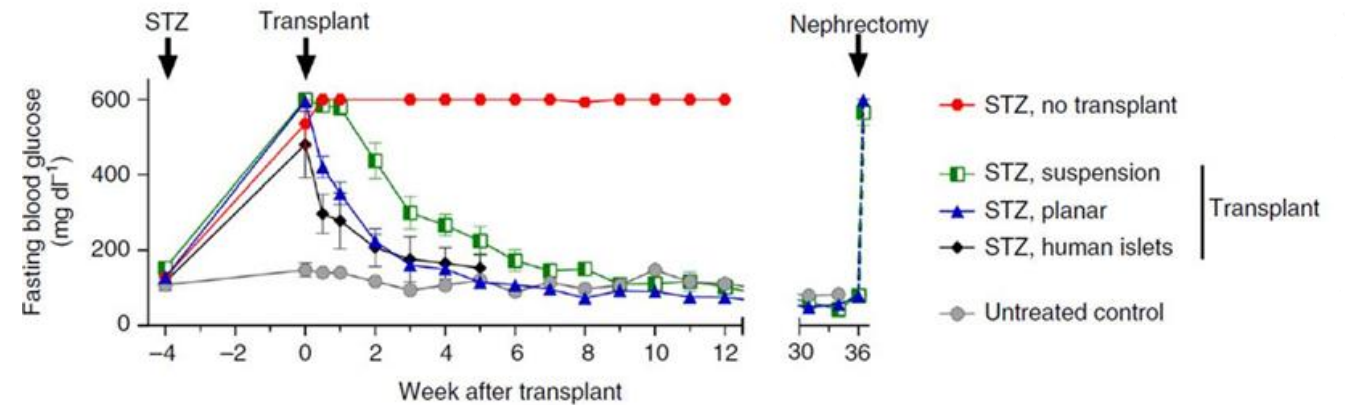 STZ
Transplant
Nephrectomy
Fasting blood glucose
(mg dl⁻¹)
600
400
200
0
−4 −2 0 2 4 6 8 10 12 30 36
Week after transplant
STZ, no transplant
STZ, suspension
STZ, planar
STZ, human islets
Transplant
Untreated control